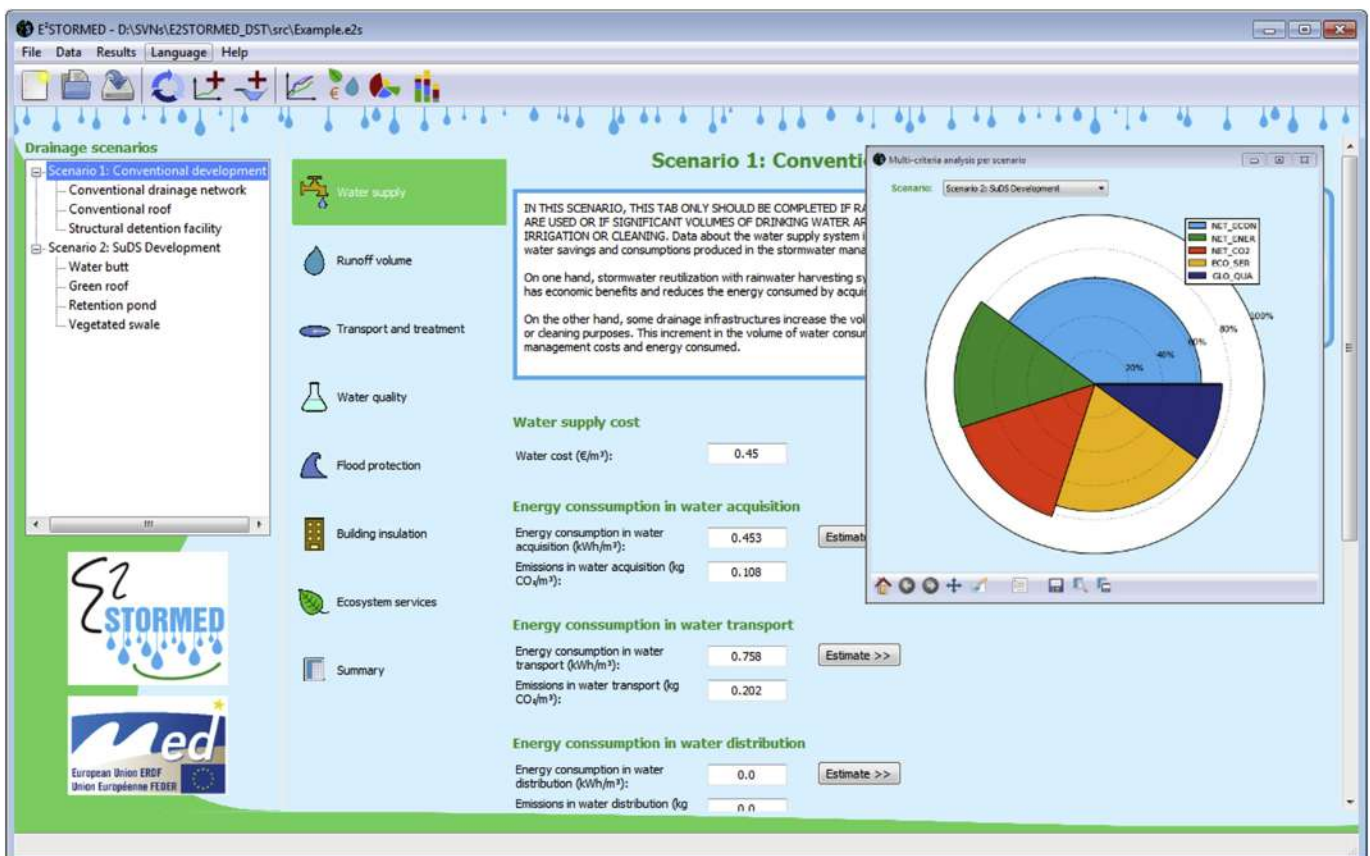 E²STORMED - D:\SVNs\E2STORMED_DST\src\Example.e2s
File Data Results Language Help
Drainage scenarios
Scenario 1: Conventional development
Conventional drainage network
Conventional roof
Structural detention facility
Scenario 2: SuDS Development
Water butt
Green roof
Retention pond
Vegetated swale
E2
STORMED
Med
European Union ERDF
Union Européenne FEDER
Water supply
Runoff volume
Transport and treatment
Water quality
Flood protection
Building insulation
Ecosystem services
Summary
Scenario 1: Conventi
IN THIS SCENARIO, THIS TAB ONLY SHOULD BE COMPLETED IF RA
ARE USED OR IF SIGNIFICANT VOLUMES OF DRINKING WATER AR
IRRIGATION OR CLEANING. Data about the water supply system i
water savings and consumptions produced in the stormwater mana
On one hand, stormwater reutilization with rainwater harvesting sy
has economic benefits and reduces the energy consumed by acqui
On the other hand, some drainage infrastructures increase the vol
or cleaning purposes. This increment in the volume of water consu
management costs and energy consumed.
Water supply cost
Water cost (€/m³): 0.45
Energy conssumption in water acquisition
Energy consumption in water
acquisition (kWh/m³): 0.453 Estimat
Emissions in water acquisition (kg
CO₂/m³): 0.108
Energy conssumption in water transport
Energy consumption in water
transport (kWh/m³): 0.758 Estimate >>
Emissions in water transport (kg
CO₂/m³): 0.202
Energy conssumption in water distribution
Energy consumption in water
distribution (kWh/m³): 0.0 Estimate >>
Emissions in water distribution (kg
0.0
Multi-criteria analysis per scenario
Scenario: Scenario 2: SuDS Development
NET_ECON
NET_ENER
NET_CO2
ECO_SER
GLO_QUA
20%
40%
60%
80%
100%